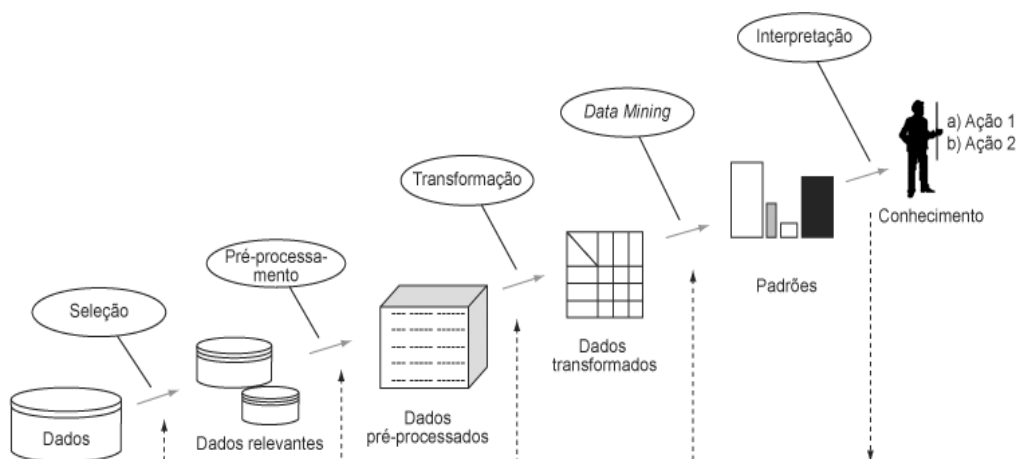 Interpretação
a) Ação 1
b) Ação 2
Conhecimento
Data Mining
Padrões
Transformação
Dados
transformados
Pré-processa-
mento
Dados
pré-processados
Seleção
Dados relevantes
Dados